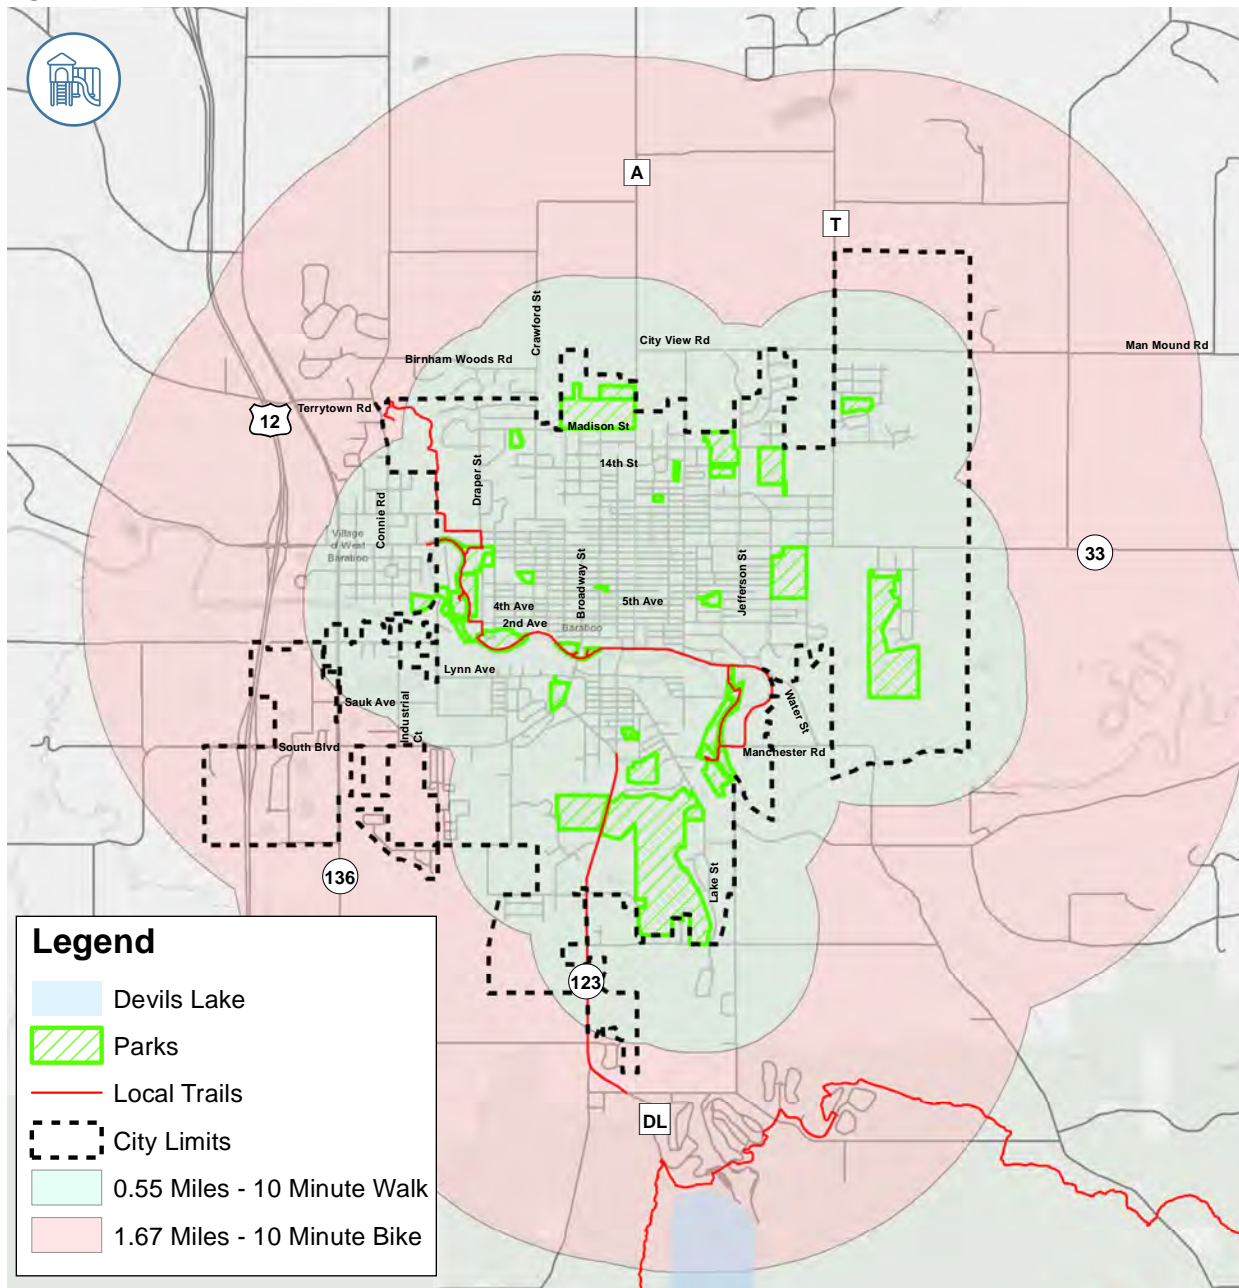 A
T
Crawford St
City View Rd
Man Mound Rd
Birnham Woods Rd
Terrytown Rd
12
Madison St
14th St
Draper St
Connie Rd
Village
of West
Baraboo
33
Broadway St
Jefferson St
4th Ave
5th Ave
2nd Ave
Baraboo
Lynn Ave
Sauk Ave
Industrial
Ct
Water St
South Blvd
Manchester Rd
136
Lake St
123
DL
Legend
Devils Lake
Parks
Local Trails
City Limits
0.55 Miles - 10 Minute Walk
1.67 Miles - 10 Minute Bike